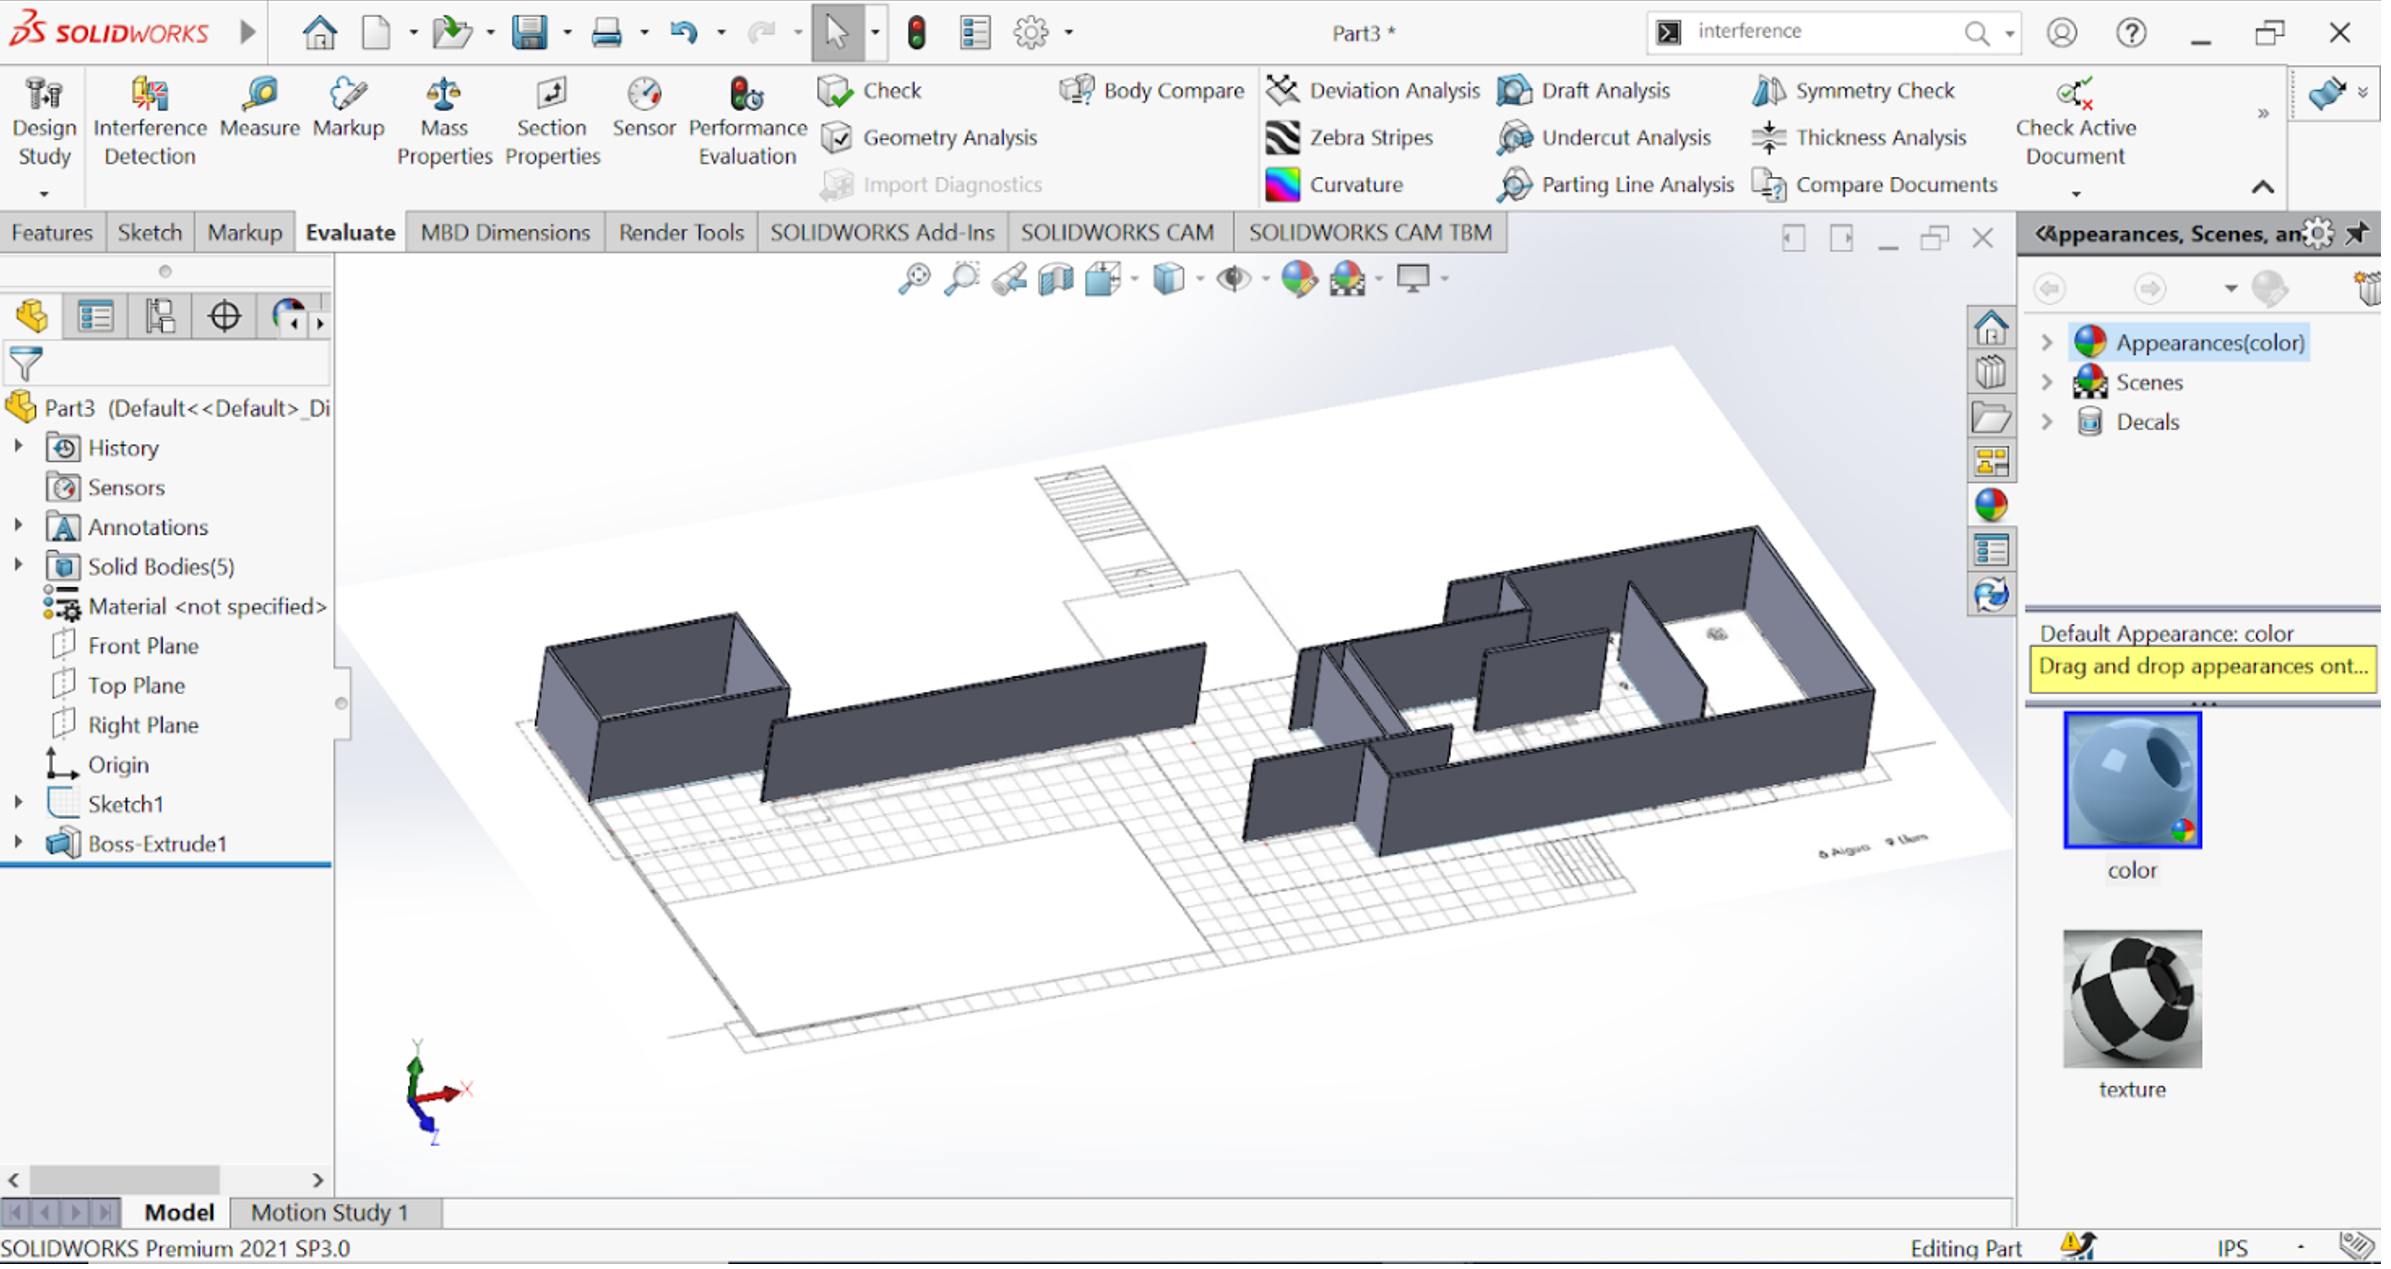 SOLIDWORKS
Part3 *
interference
Design Study
Interference Detection
Measure
Markup
Mass Properties
Section Properties
Sensor
Performance Evaluation
Check
Geometry Analysis
Import Diagnostics
Body Compare
Deviation Analysis
Zebra Stripes
Curvature
Draft Analysis
Undercut Analysis
Parting Line Analysis
Symmetry Check
Thickness Analysis
Compare Documents
Check Active Document
Features
Sketch
Markup
Evaluate
MBD Dimensions
Render Tools
SOLIDWORKS Add-Ins
SOLIDWORKS CAM
SOLIDWORKS CAM TBM
Appearances, Scenes, an
Part3 (Default<<Default>_Di
History
Sensors
Annotations
Solid Bodies(5)
Material <not specified>
Front Plane
Top Plane
Right Plane
Origin
Sketch1
Boss-Extrude1
Y
X
Z
Appearances(color)
Scenes
Decals
Default Appearance: color
Drag and drop appearances ont...
color
texture
Model
Motion Study 1
SOLIDWORKS Premium 2021 SP3.0
Editing Part
IPS